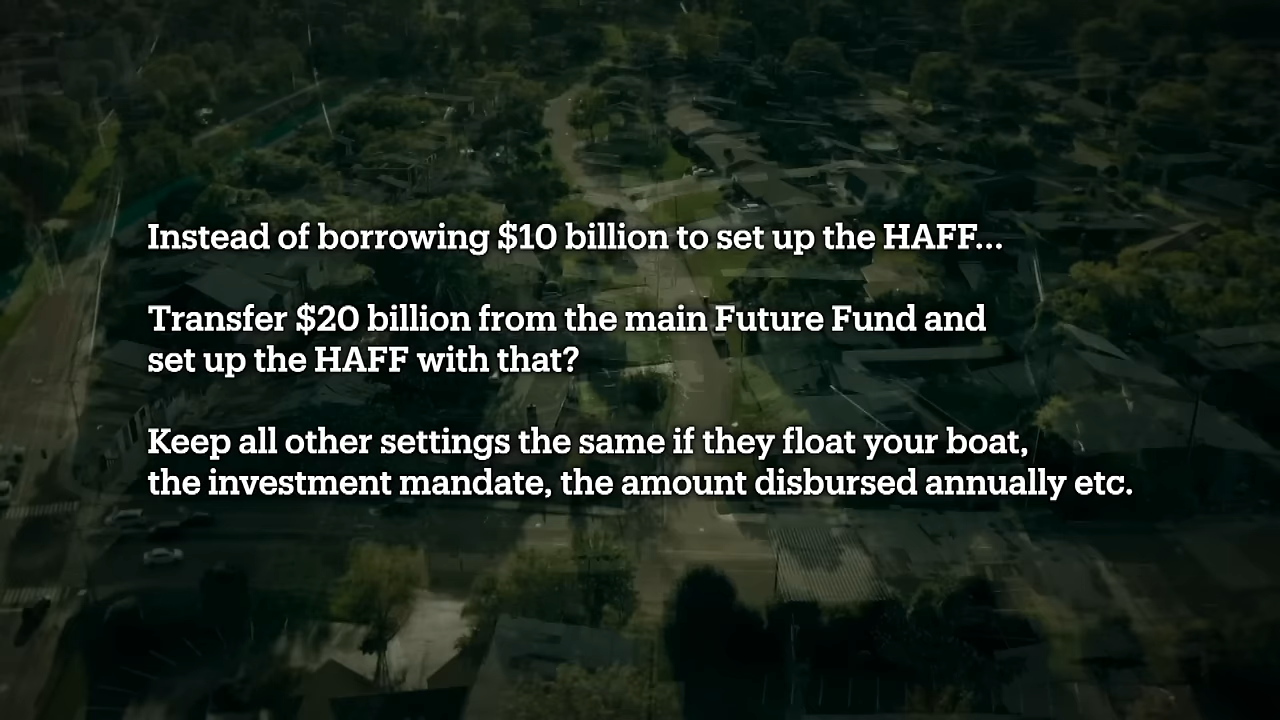 Instead of borrowing $10 billion to set up the HAFF...
Transfer $20 billion from the main Future Fund and
set up the HAFF with that?
Keep all other settings the same if they float your boat,
the investment mandate, the amount disbursed annually etc.